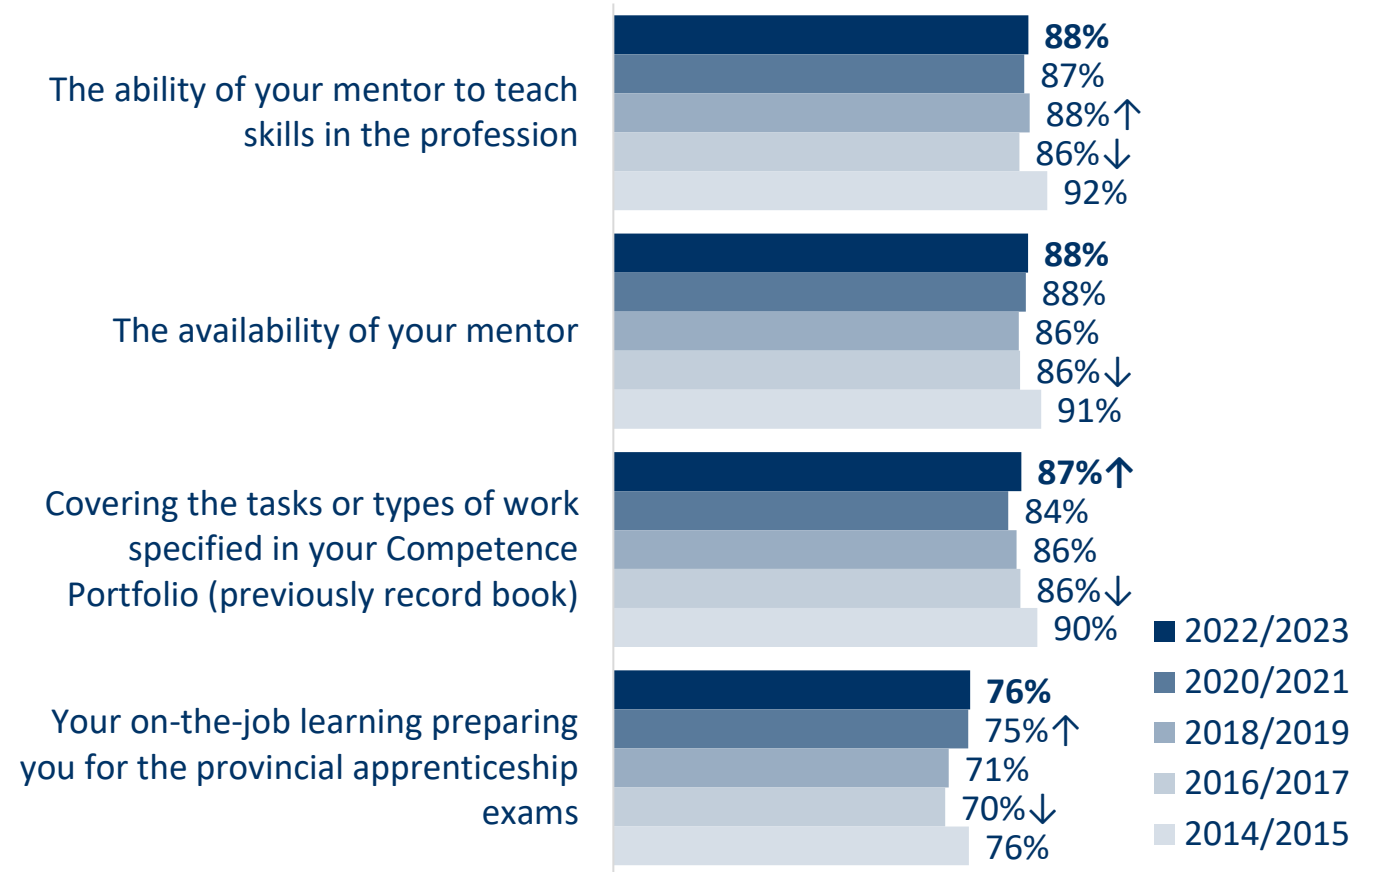 The ability of your mentor to teach
skills in the profession
88%
87%
88%↑
86%↓
92%
The availability of your mentor
88%
88%
86%
86%↓
91%
Covering the tasks or types of work
specified in your Competence
Portfolio (previously record book)
87%↑
84%
86%
86%↓
90%
Your on-the-job learning preparing
you for the provincial apprenticeship
exams
76%
75%↑
71%
70%↓
76%
2022/2023
2020/2021
2018/2019
2016/2017
2014/2015